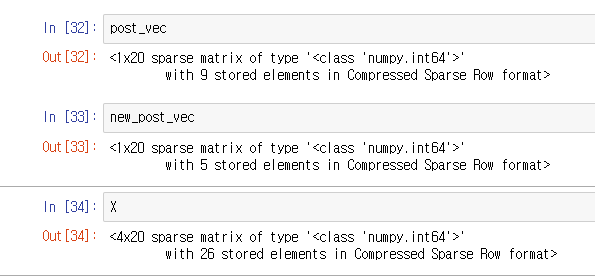 In [32]: post_vec
Out[32]: <1x20 sparse matrix of type '<class 'numpy.int64'>'
with 9 stored elements in Compressed Sparse Row format>
In [33]: new_post_vec
Out[33]: <1x20 sparse matrix of type '<class 'numpy.int64'>'
with 5 stored elements in Compressed Sparse Row format>
In [34]: X
Out[34]: <4x20 sparse matrix of type '<class 'numpy.int64'>'
with 26 stored elements in Compressed Sparse Row format>